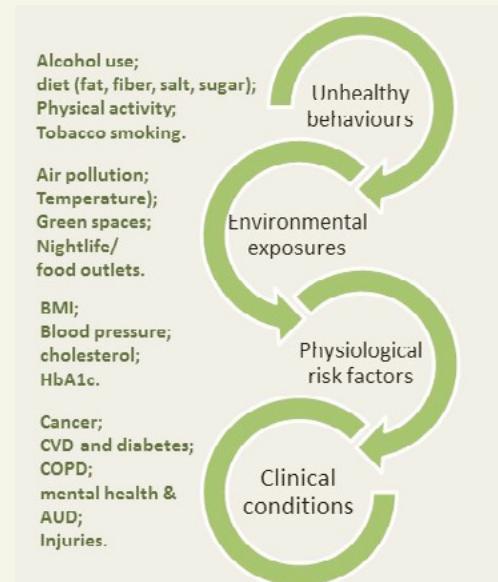 Alcohol use;
diet (fat, fiber, salt, sugar);
Physical activity;
Tobacco smoking.
Unhealthy
behaviours
Air pollution;
Temperature);
Green spaces;
Nightlife/
food outlets.
Environmental
exposures
BMI;
Blood pressure;
cholesterol;
HbA1c.
Physiological
risk factors
Cancer;
CVD and diabetes;
COPD;
mental health &
AUD;
Injuries.
Clinical
conditions